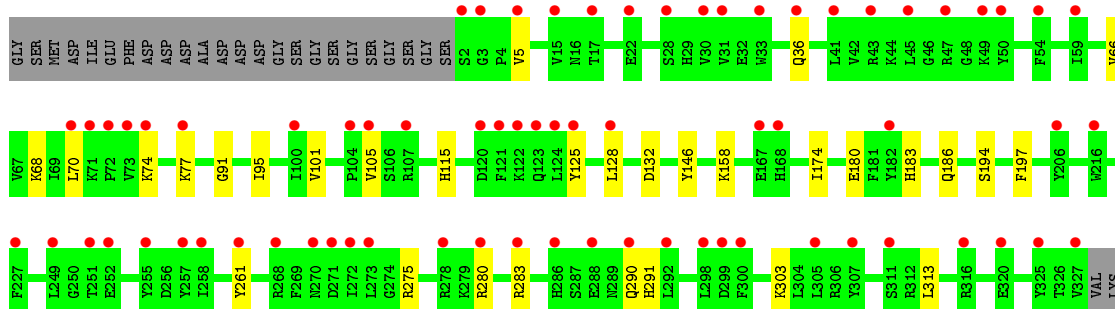 GLY SER MET ASP ILE GLU PHE ASP ASP ASP ALA ASP ASP ASP ASP GLY SER GLY SER GLY SER GLY SER GLY SER GLY SER S2 G3 P4 V5 V15 N16 T17 E22 S28 H29 V30 V31 E32 W33 Q36 L41 V42 R43 K44 L45 G46 R47 G48 K49 Y50 F54 I59 V66
V67 K68 I69 L70 K71 P72 V73 K74 K77 G91 I95 I100 V101 P104 V105 S106 R107 H115 D120 F121 K122 Q123 L124 Y125 L128 D132 Y146 K158 E167 H168 I174 E180 F181 Y182 H183 Q186 S194 F197 Y206 W216
F227 L249 G250 T251 E252 Y255 D256 Y257 I258 Y261 R268 F269 N270 D271 I272 L273 G274 R275 R278 K279 R280 R283 H286 S287 E288 N289 Q290 H291 L292 L298 D299 F300 K303 L304 L305 R306 Y307 S311 R312 L313 R316 E320 Y325 T326 V327 VAL LYS